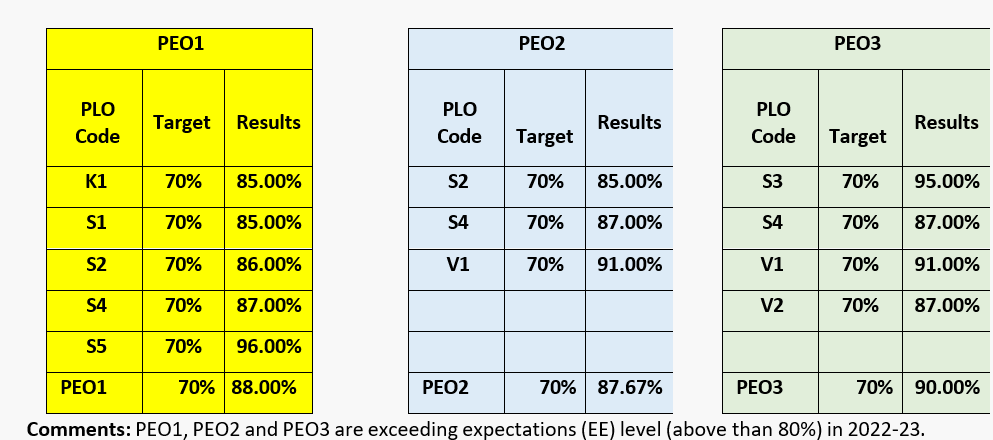 PEO1
PLO Code Target Results
K1 70% 85.00%
S1 70% 85.00%
S2 70% 86.00%
S4 70% 87.00%
S5 70% 96.00%
PEO1 70% 88.00%
PEO2
PLO Code Target Results
S2 70% 85.00%
S4 70% 87.00%
V1 70% 91.00%
PEO2 70% 87.67%
PEO3
PLO Code Target Results
S3 70% 95.00%
S4 70% 87.00%
V1 70% 91.00%
V2 70% 87.00%
PEO3 70% 90.00%
Comments: PEO1, PEO2 and PEO3 are exceeding expectations (EE) level (above than 80%) in 2022-23.